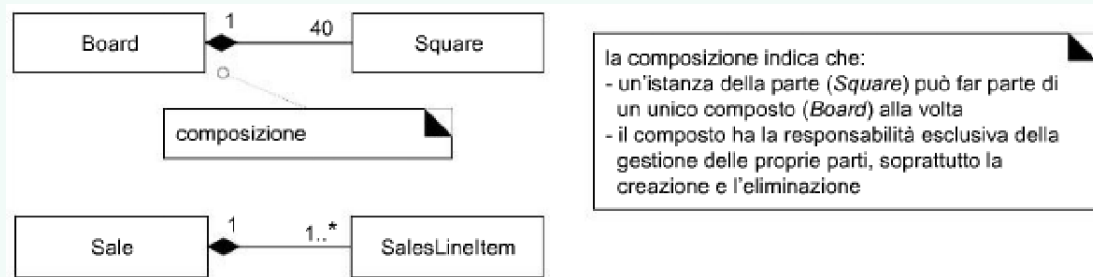 Board
1
40
Square
composizione
la composizione indica che:
- un'istanza della parte (Square) può far parte di
un unico composto (Board) alla volta
- il composto ha la responsabilità esclusiva della
gestione delle proprie parti, soprattutto la
creazione e l'eliminazione
Sale
1
1..*
SalesLineItem